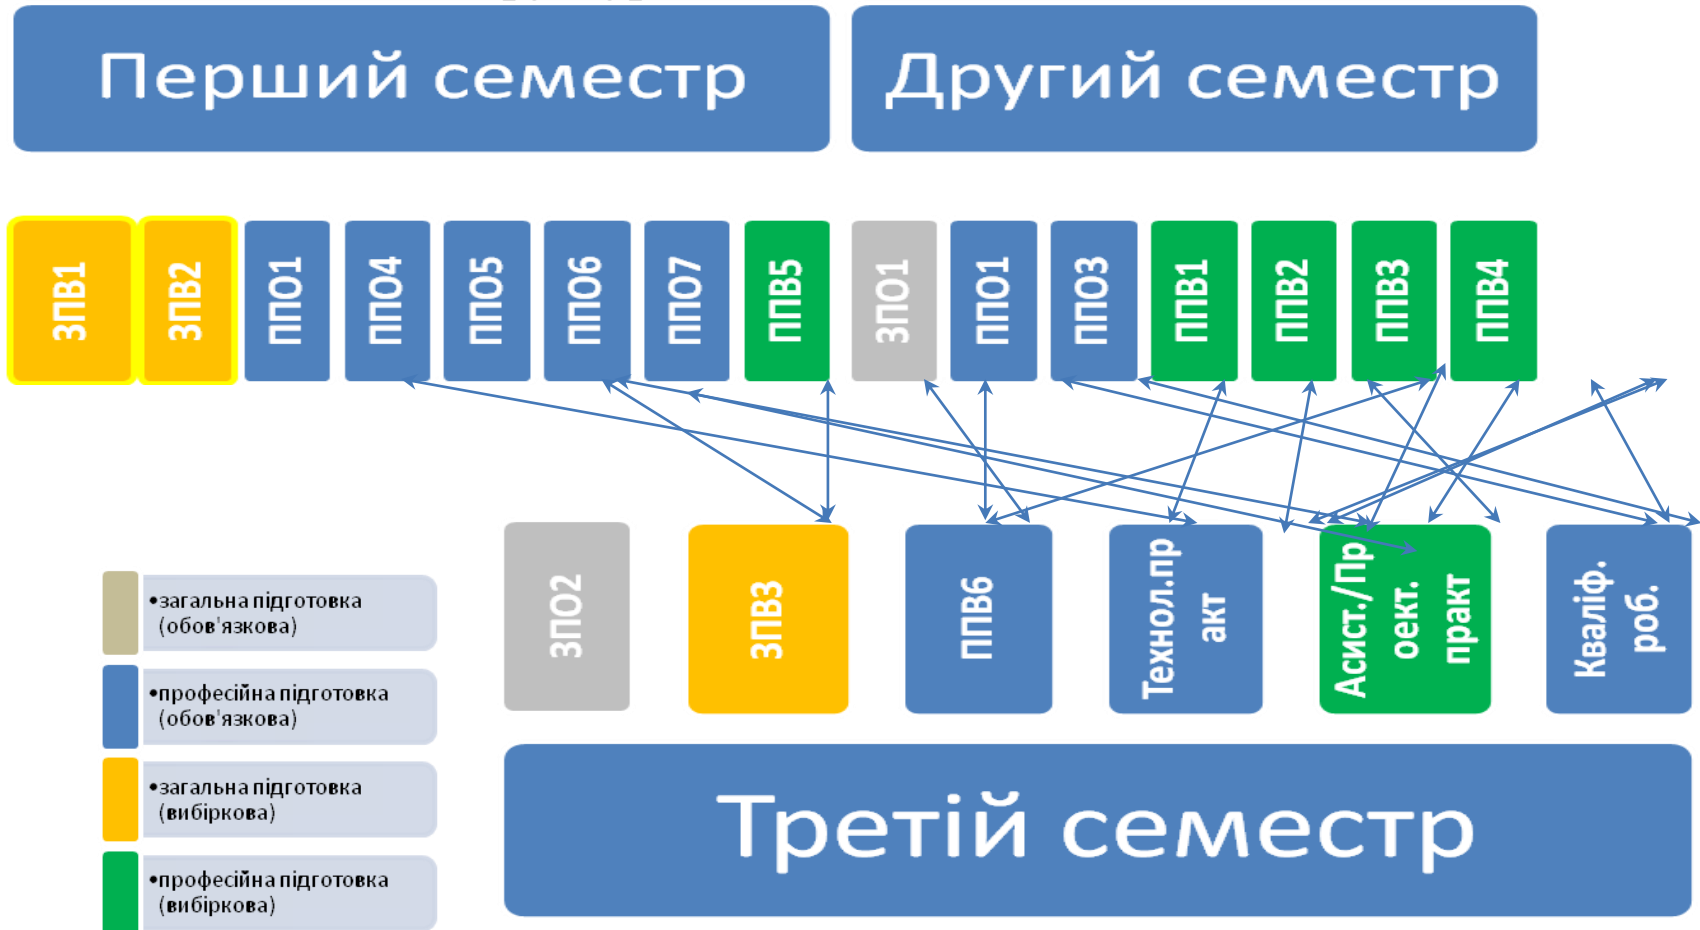 Перший семестр
Другий семестр
ЗПВ1
ЗПВ2
ППО1
ППО4
ППО5
ППО6
ППО7
ППВ5
ЗПО1
ППО1
ППО3
ППВ1
ППВ2
ППВ3
ППВ4
ЗПО2
ЗПВ3
ППВ6
Технол.пр
акт
Асист./Пр
оект.
практ
Кваліф.
роб.
•загальна підготовка
(обов'язкова)
•професійна підготовка
(обов'язкова)
•загальна підготовка
(вибіркова)
•професійна підготовка
(вибіркова)
Третій семестр